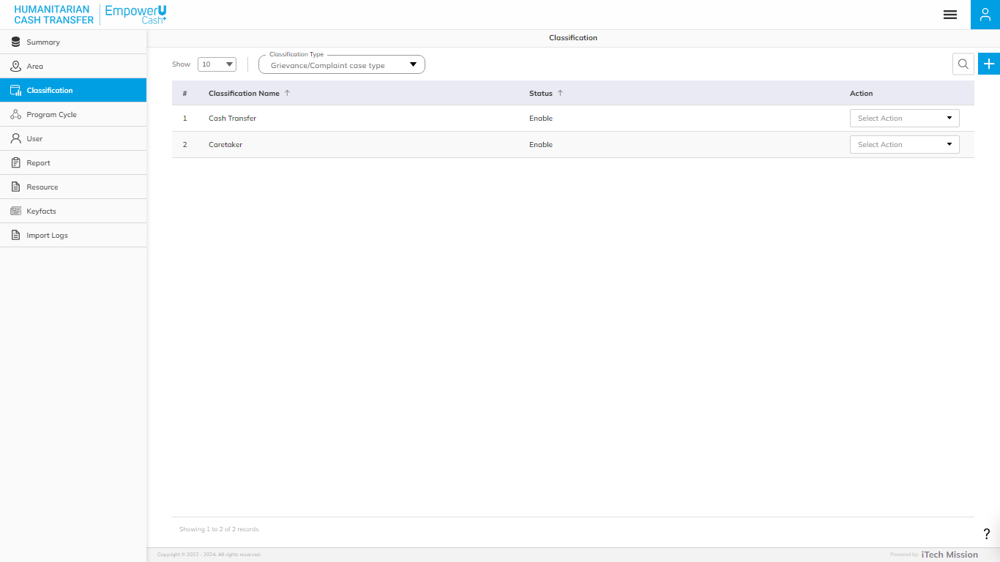 HUMANITARIAN
CASH TRANSFER
EmpowerU
Cash+
Summary
Area
Classification
Program Cycle
User
Report
Resource
Keyfacts
Import Logs
Classification
Show 10
Classification Type
Grievance/Complaint case type
# Classification Name Status Action
1 Cash Transfer Enable Select Action
2 Caretaker Enable Select Action
Showing 1 to 2 of 2 records
?
Copyright © 2022 - 2024. All rights reserved.
Powered by iTech Mission